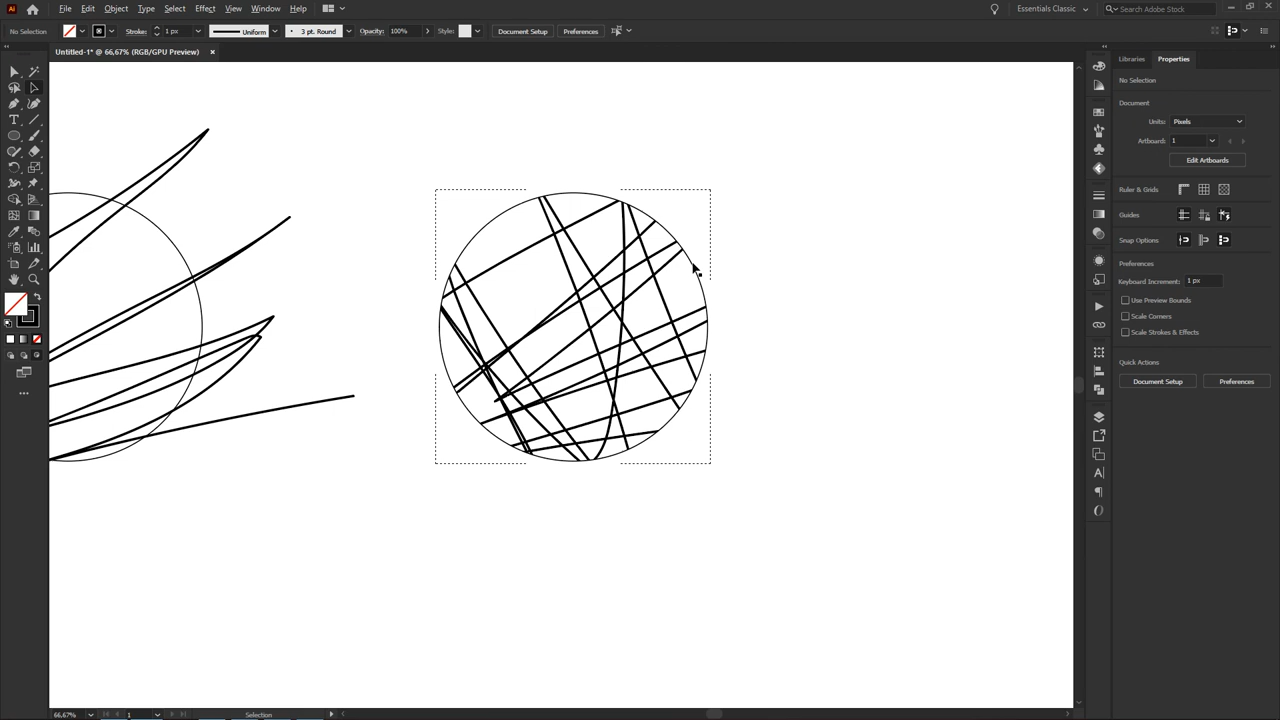 Ai File Edit Object Type Select Effect View Window Help Essentials Classic Search Adobe Stock
No Selection Stroke: 1 px Uniform 3 pt. Round Opacity: 100% Style: Document Setup Preferences
Untitled-1* @ 66,67% (RGB/GPU Preview) ×
Libraries Properties
No Selection
Document
Units: Pixels
Artboard: 1
Edit Artboards
Ruler & Grids
Guides
Snap Options
Preferences
Keyboard Increment: 1 px
Use Preview Bounds
Scale Corners
Scale Strokes & Effects
Quick Actions
Document Setup Preferences
66,67% 1 Selection